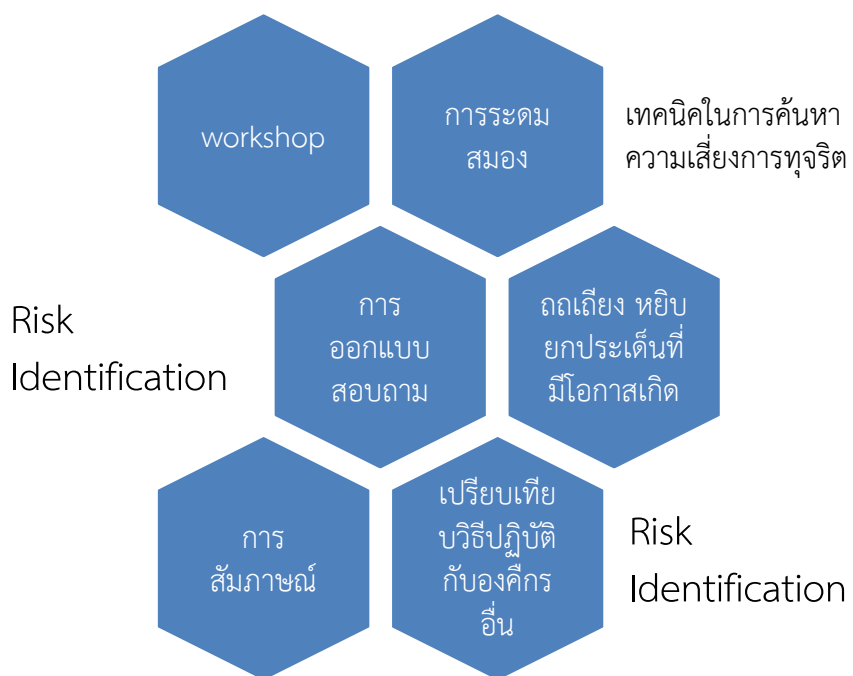 workshop
การระดม
สมอง
เทคนิคในการค้นหา
ความเสี่ยงการทุจริต
Risk
Identification
การ
ออกแบบ
สอบถาม
ถถเถียง หยิบ
ยกประเด็นที่
มีโอกาสเกิด
การ
สัมภาษณ์
เปรียบเทีย
บวิธีปฏิบัติ
กับองคืกร
อื่น
Risk
Identification